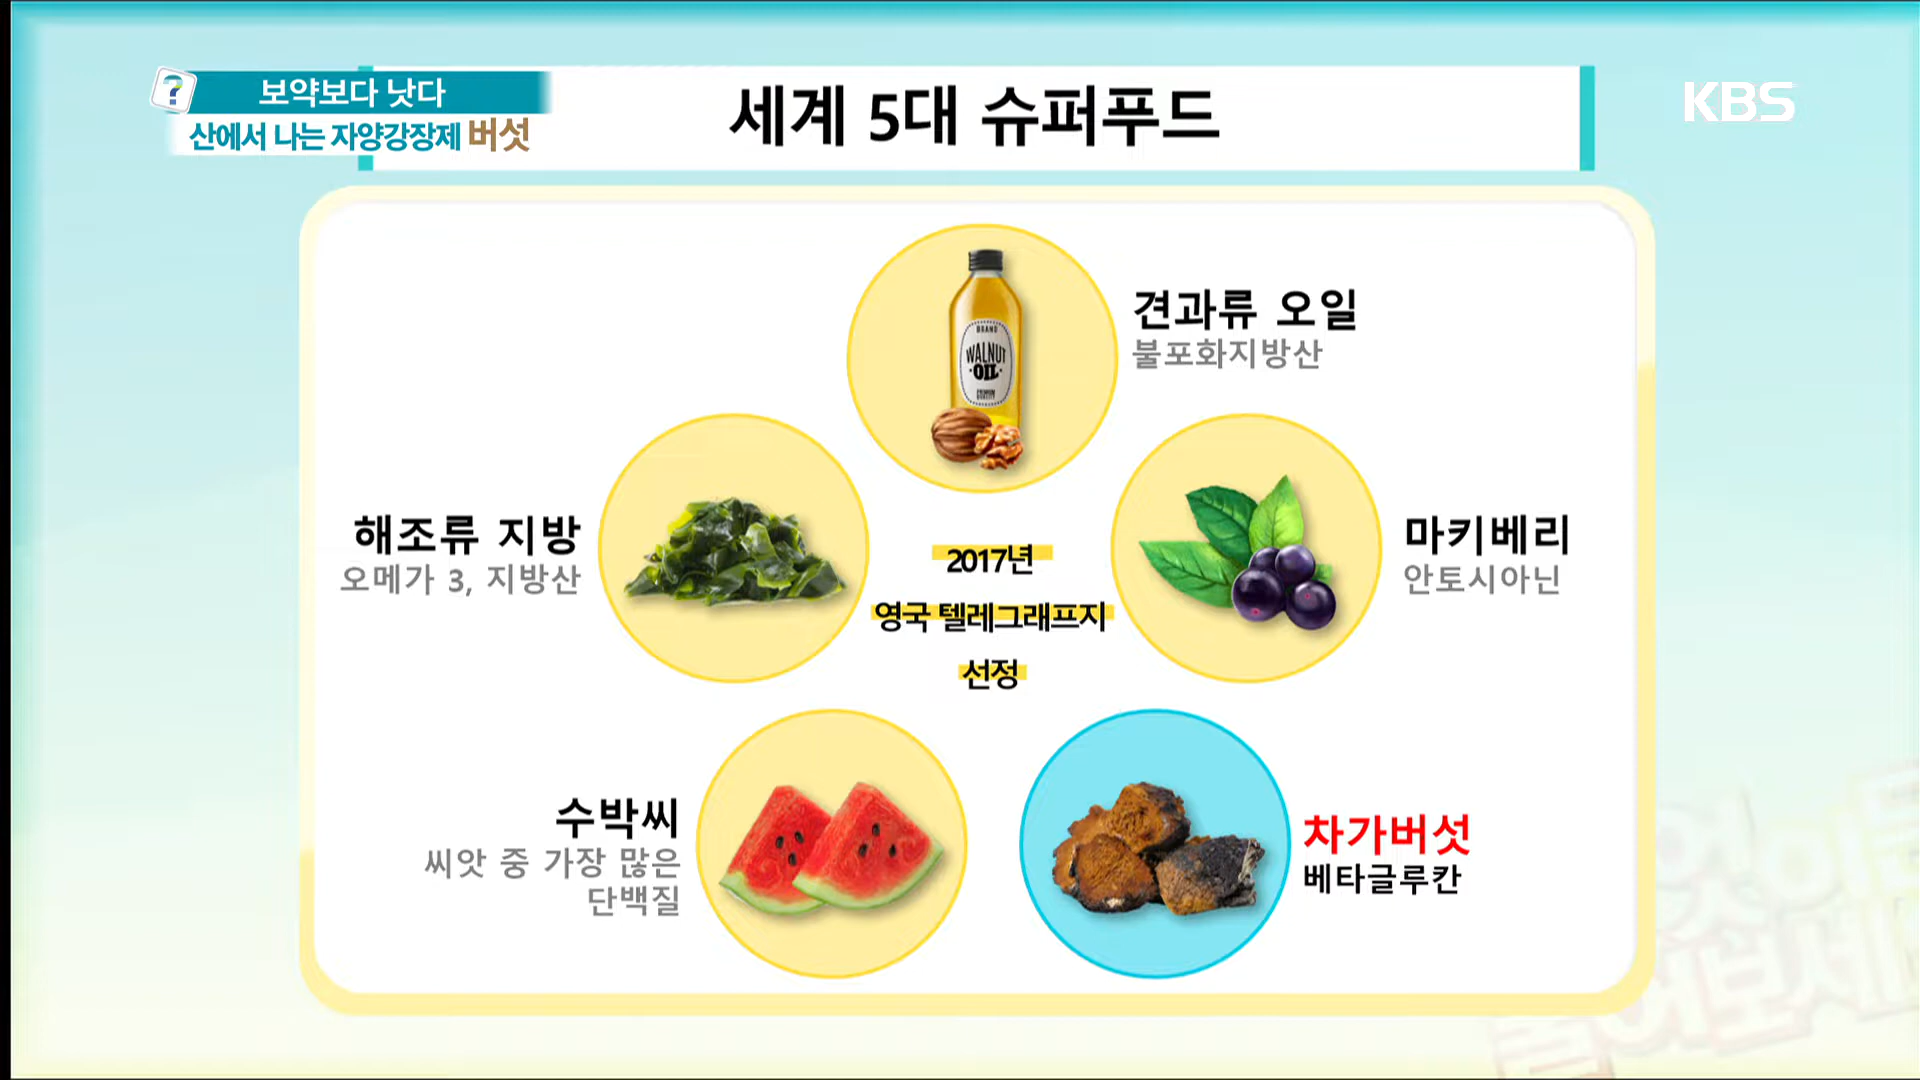 ?
보약보다 낫다
산에서 나는 자양강장제 버섯
세계 5대 슈퍼푸드
KBS
BRAND
WALNUT
OIL
PREMIUM
QUALITY
견과류 오일
불포화지방산
해조류 지방
오메가 3, 지방산
2017년
영국 텔레그래프지
선정
마키베리
안토시아닌
수박씨
씨앗 중 가장 많은
단백질
차가버섯
베타글루칸